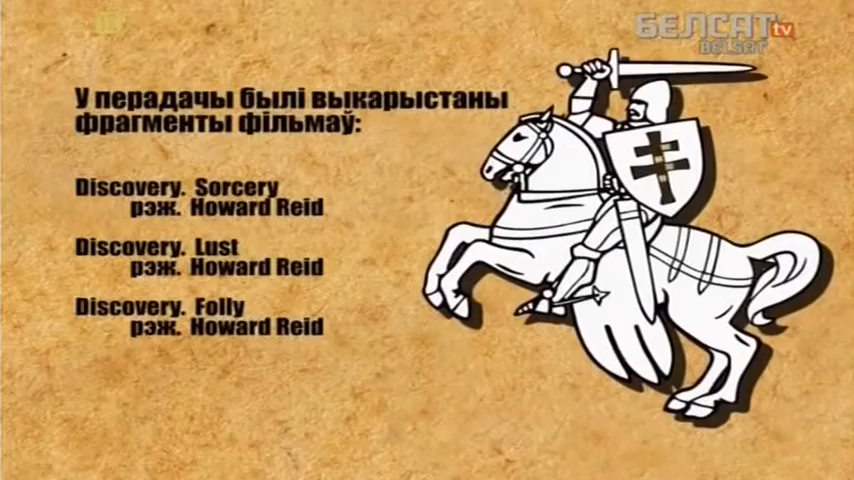 БЕЛСАТ tv
BELSAT
У перадачы былі выкарыстаны
фрагменты фільмаў:
Discovery. Sorcery
рэж. Howard Reid
Discovery. Lust
рэж. Howard Reid
Discovery. Folly
рэж. Howard Reid